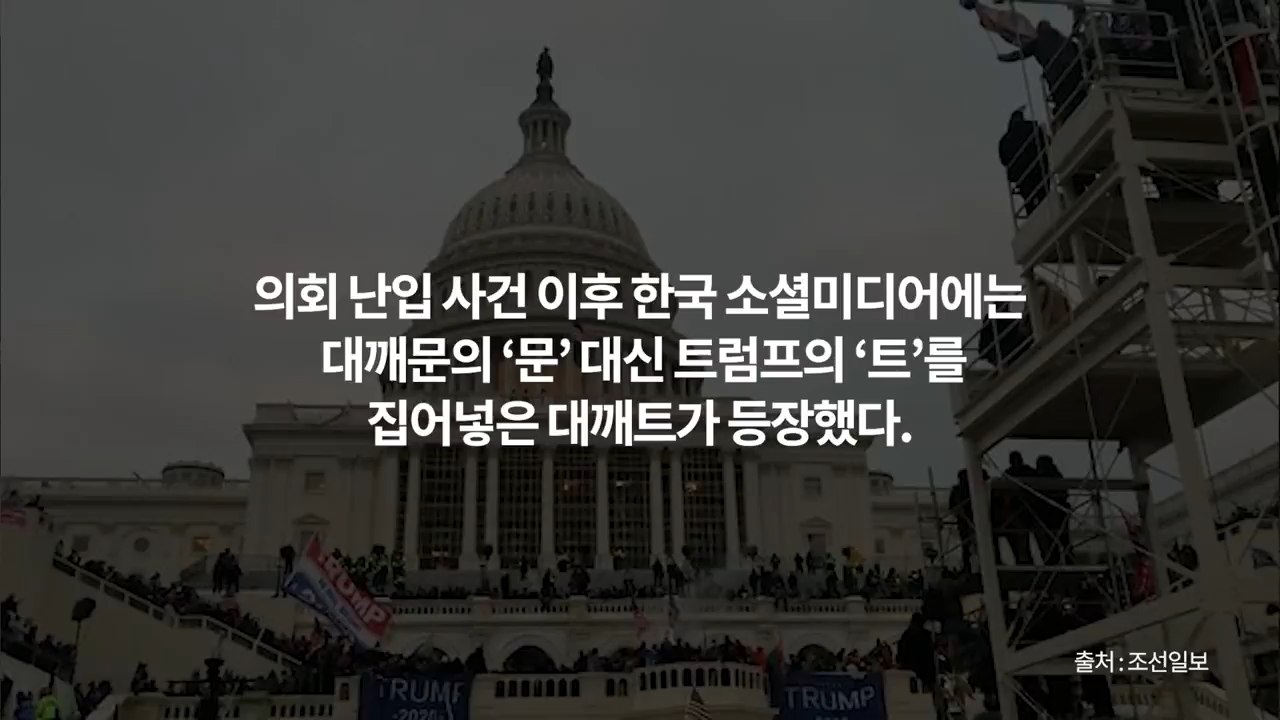 의회 난입 사건 이후 한국 소셜미디어에는
대깨문의 ‘문’ 대신 트럼프의 ‘트’를
집어넣은 대깨트가 등장했다.
TRUMP
TRUMP
2020
TRUMP
출처 : 조선일보